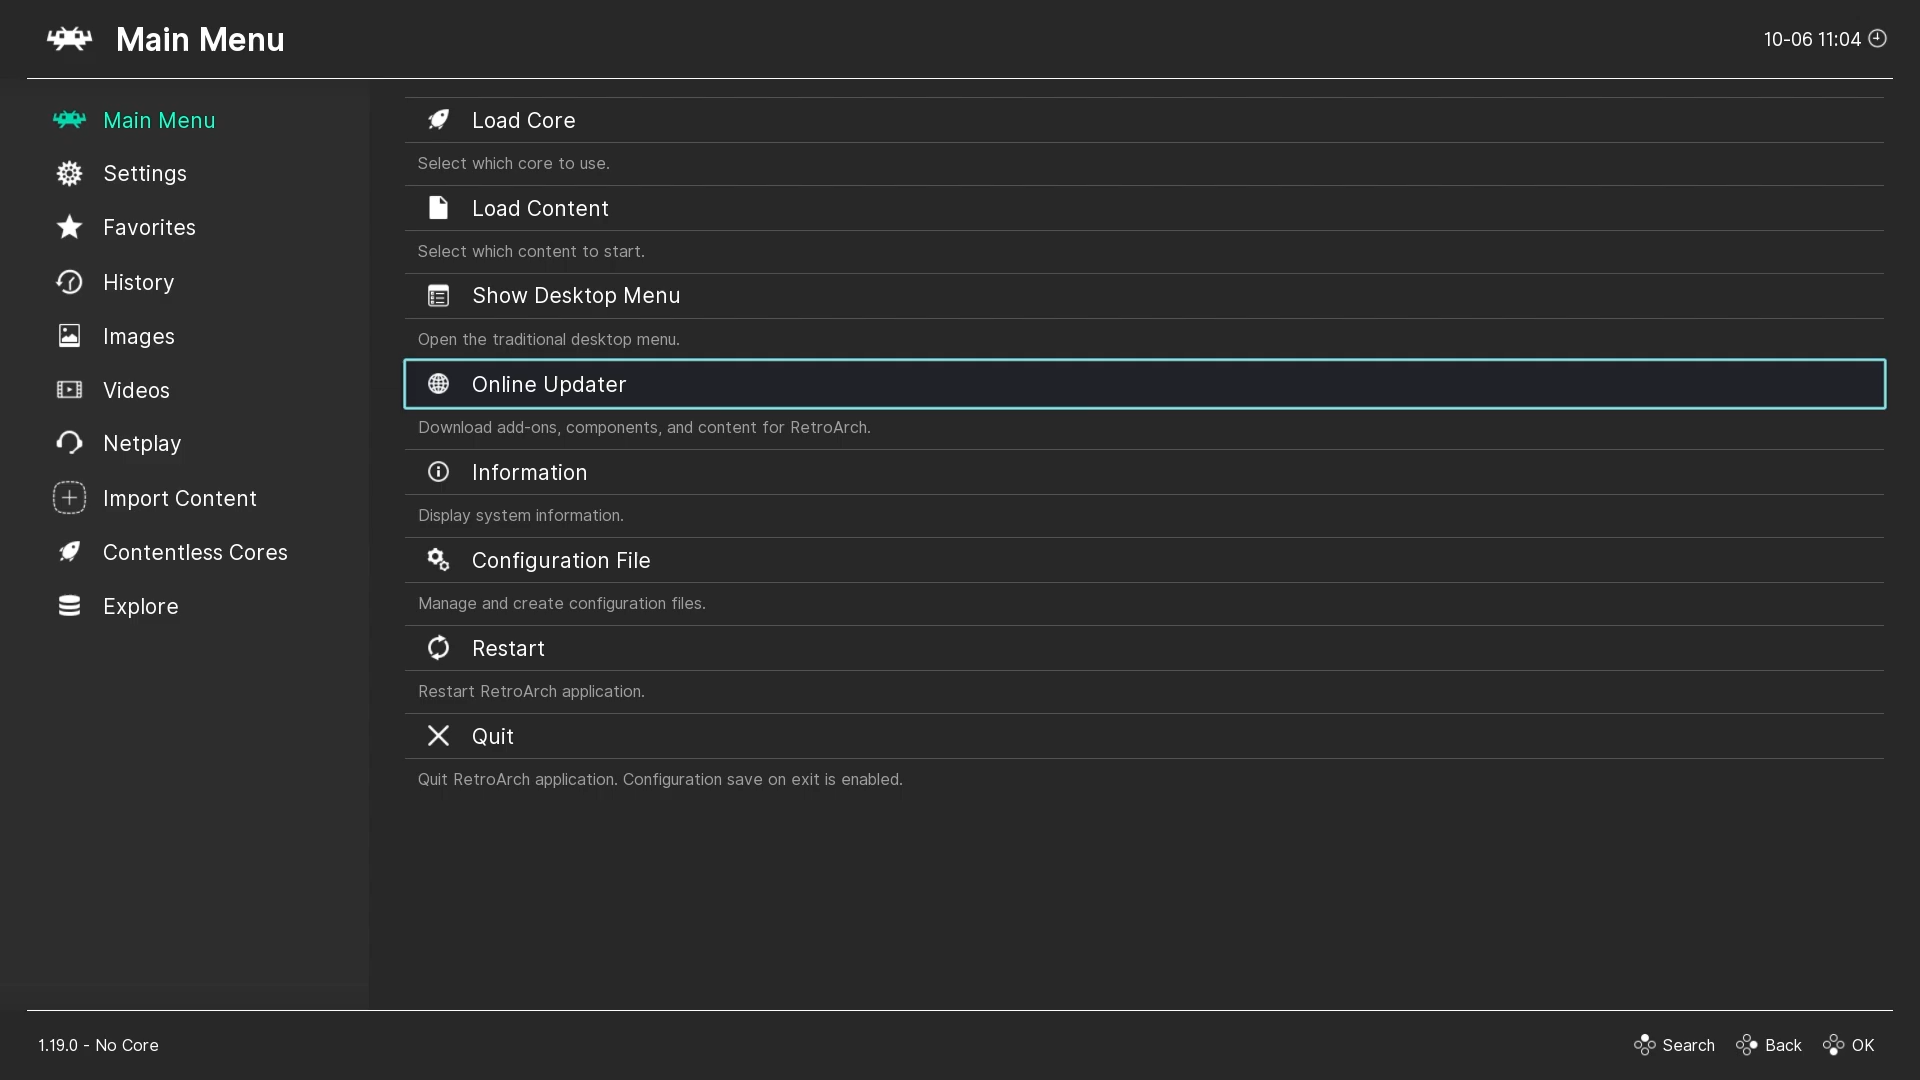 Main Menu
10-06 11:04
Main Menu
Settings
Favorites
History
Images
Videos
Netplay
Import Content
Contentless Cores
Explore
Load Core
Select which core to use.
Load Content
Select which content to start.
Show Desktop Menu
Open the traditional desktop menu.
Online Updater
Download add-ons, components, and content for RetroArch.
Information
Display system information.
Configuration File
Manage and create configuration files.
Restart
Restart RetroArch application.
Quit
Quit RetroArch application. Configuration save on exit is enabled.
1.19.0 - No Core
Search Back OK